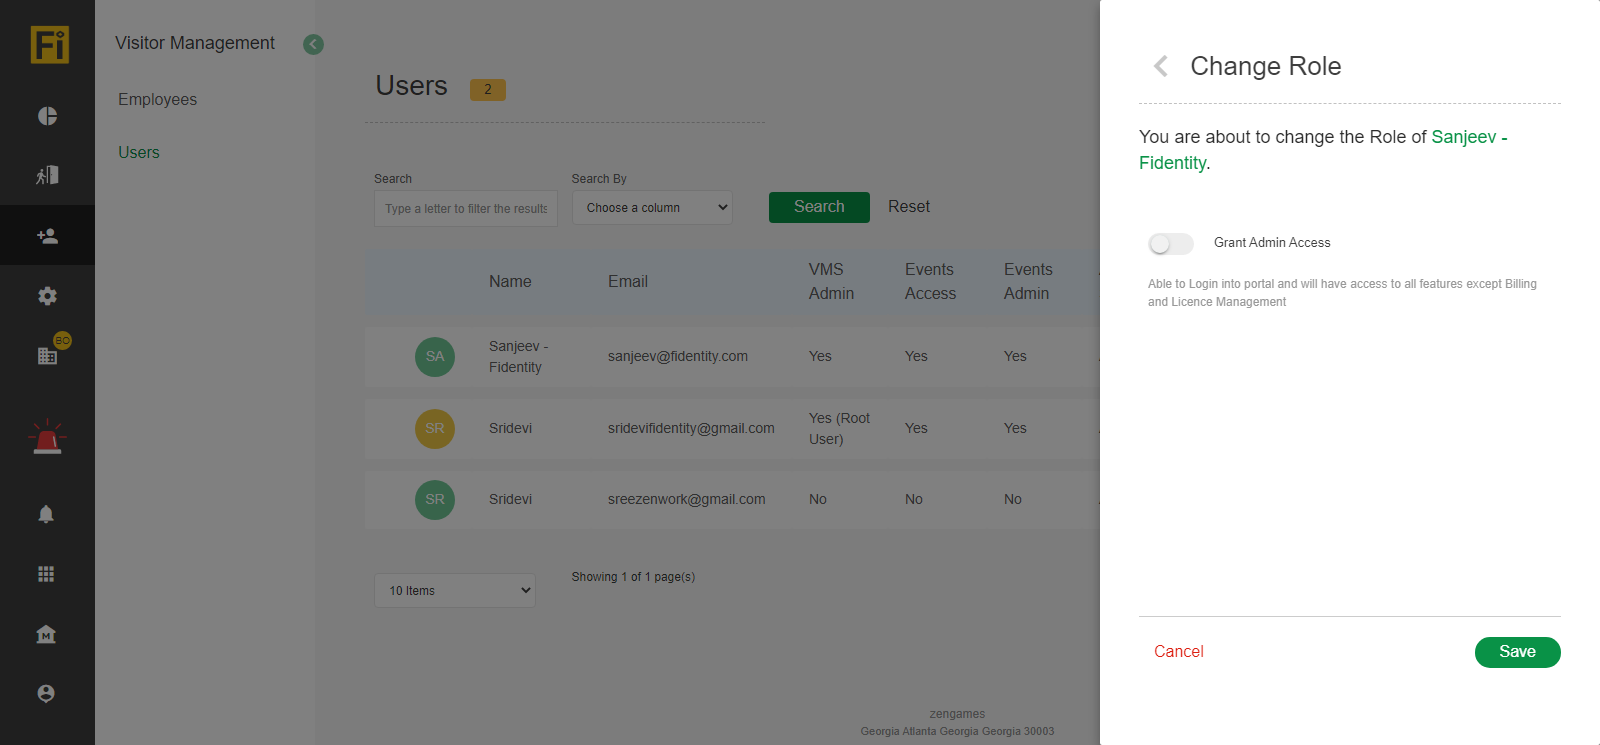 Fi
Visitor Management
Employees
Users
BO
M
Users
2
Search
Search By
Type a letter to filter the results
Choose a column
Search
Reset
Name
Email
VMS
Admin
Events
Access
Events
Admin
SA
Sanjeev -
Fidentity
sanjeev@fidentity.com
Yes
Yes
Yes
SR
Sridevi
sridevifidentity@gmail.com
Yes (Root
User)
Yes
Yes
SR
Sridevi
sreezenwork@gmail.com
No
No
No
10 Items
Showing 1 of 1 page(s)
zengames
Georgia Atlanta Georgia Georgia 30003
Change Role
You are about to change the Role of Sanjeev -
Fidentity.
Grant Admin Access
Able to Login into portal and will have access to all features except Billing
and Licence Management
Cancel
Save